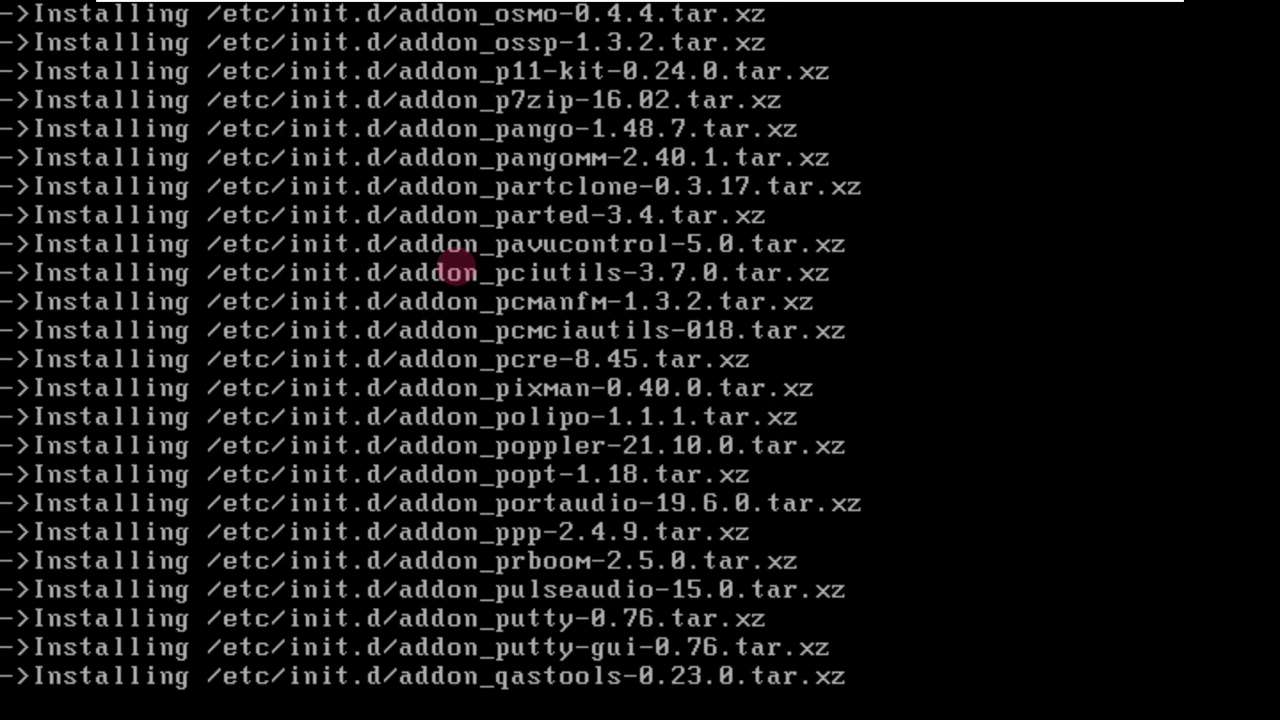 ->Installing /etc/init.d/addon_osmo-0.4.4.tar.xz
->Installing /etc/init.d/addon_ossp-1.3.2.tar.xz
->Installing /etc/init.d/addon_p11-kit-0.24.0.tar.xz
->Installing /etc/init.d/addon_p7zip-16.02.tar.xz
->Installing /etc/init.d/addon_pango-1.48.7.tar.xz
->Installing /etc/init.d/addon_pangomm-2.40.1.tar.xz
->Installing /etc/init.d/addon_partclone-0.3.17.tar.xz
->Installing /etc/init.d/addon_parted-3.4.tar.xz
->Installing /etc/init.d/addon_pavucontrol-5.0.tar.xz
->Installing /etc/init.d/addon_pciutils-3.7.0.tar.xz
->Installing /etc/init.d/addon_pcmanfm-1.3.2.tar.xz
->Installing /etc/init.d/addon_pcmciautils-018.tar.xz
->Installing /etc/init.d/addon_pcre-8.45.tar.xz
->Installing /etc/init.d/addon_pixman-0.40.0.tar.xz
->Installing /etc/init.d/addon_polipo-1.1.1.tar.xz
->Installing /etc/init.d/addon_poppler-21.10.0.tar.xz
->Installing /etc/init.d/addon_popt-1.18.tar.xz
->Installing /etc/init.d/addon_portaudio-19.6.0.tar.xz
->Installing /etc/init.d/addon_ppp-2.4.9.tar.xz
->Installing /etc/init.d/addon_prboom-2.5.0.tar.xz
->Installing /etc/init.d/addon_pulseaudio-15.0.tar.xz
->Installing /etc/init.d/addon_putty-0.76.tar.xz
->Installing /etc/init.d/addon_putty-gui-0.76.tar.xz
->Installing /etc/init.d/addon_qastools-0.23.0.tar.xz